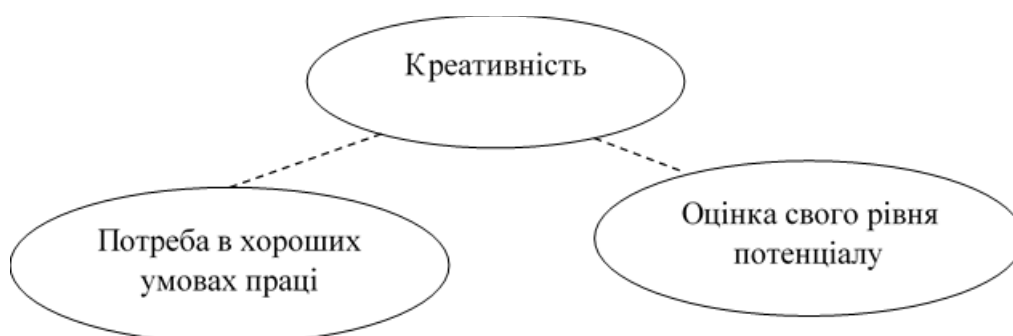 Креативність
Потреба в хороших
умовах праці
Оцінка свого рівня
потенціалу